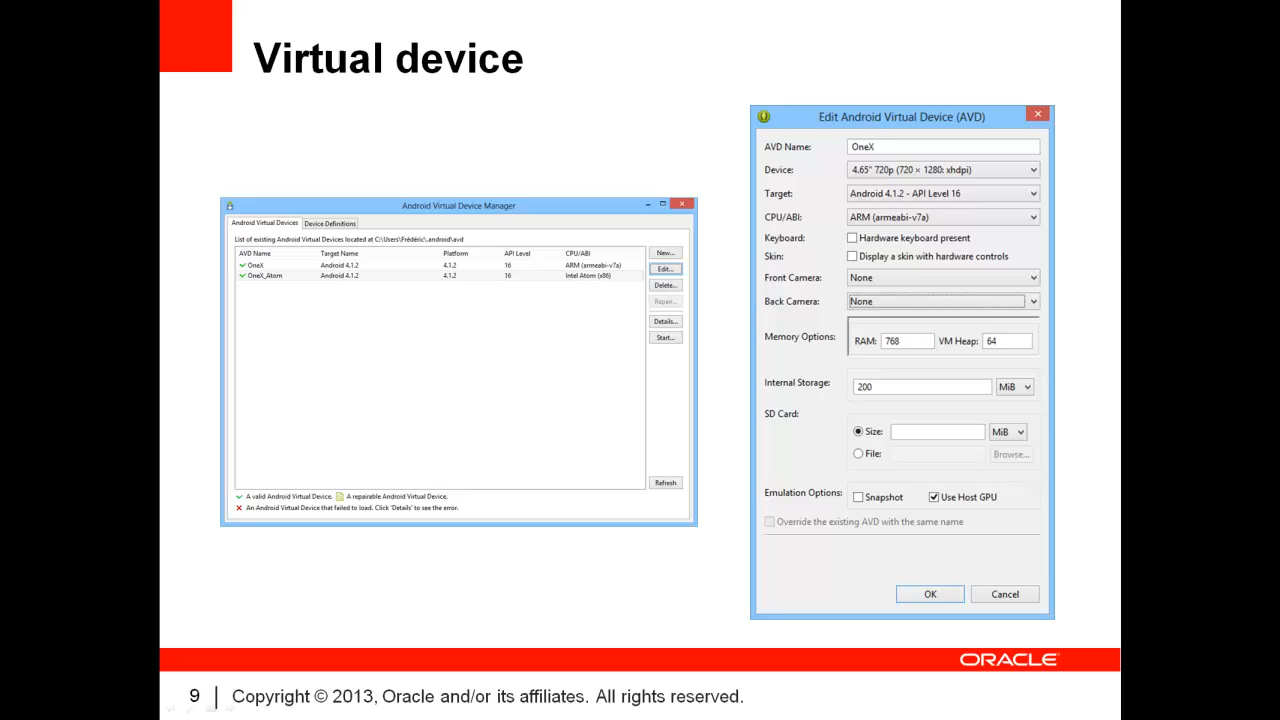 Virtual device
Android Virtual Device Manager
Android Virtual Devices Device Definitions
List of existing Android Virtual Devices located at C:\Users\Frédéric\.android\avd
AVD Name Target Name Platform API Level CPU/ABI
OneX Android 4.1.2 4.1.2 16 ARM (armeabi-v7a)
OneX_Atom Android 4.1.2 4.1.2 16 Intel Atom (x86)
New...
Edit...
Delete...
Repair...
Details...
Start...
Refresh
A valid Android Virtual Device. A repairable Android Virtual Device.
An Android Virtual Device that failed to load. Click 'Details' to see the error.
Edit Android Virtual Device (AVD)
AVD Name: OneX
Device: 4.65" 720p (720 × 1280: xhdpi)
Target: Android 4.1.2 - API Level 16
CPU/ABI: ARM (armeabi-v7a)
Keyboard: Hardware keyboard present
Skin: Display a skin with hardware controls
Front Camera: None
Back Camera: None
Memory Options: RAM: 768 VM Heap: 64
Internal Storage: 200 MiB
SD Card:
Size: MiB
File: Browse...
Emulation Options: Snapshot Use Host GPU
Override the existing AVD with the same name
OK Cancel
ORACLE
9 Copyright © 2013, Oracle and/or its affiliates. All rights reserved.